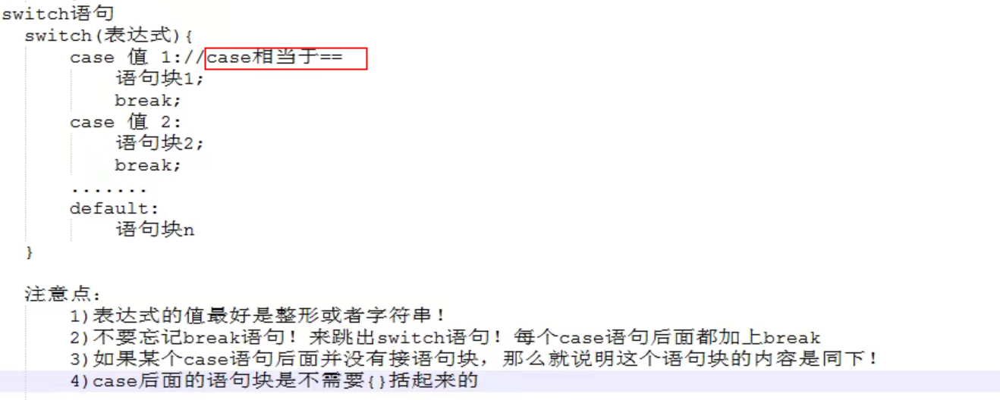 switch语句
switch(表达式){
case 值 1://case相当于==
语句块1;
break;
case 值 2:
语句块2;
break;
.......
default:
语句块n
}
注意点:
1)表达式的值最好是整形或者字符串!
2)不要忘记break语句! 来跳出switch语句! 每个case语句后面都加上break
3)如果某个case语句后面并没有接语句块, 那么就说明这个语句块的内容是同下!
4)case后面的语句块是不需要{}括起来的